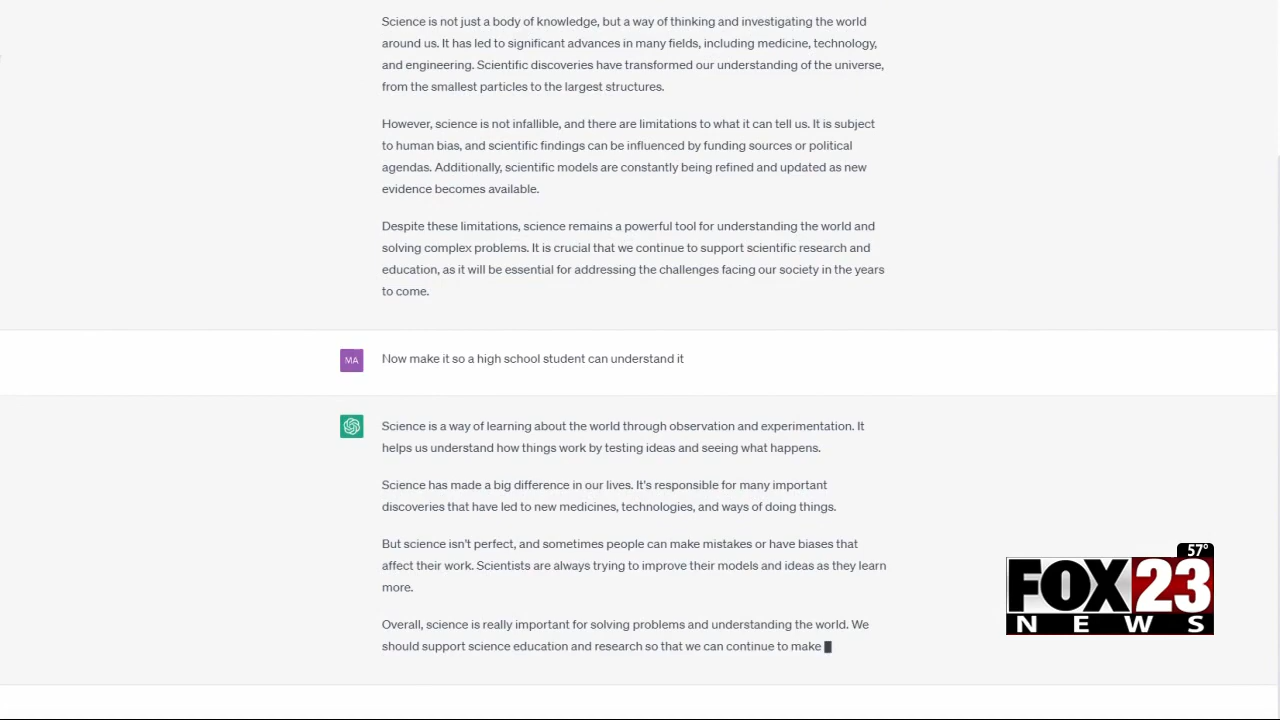 Science is not just a body of knowledge, but a way of thinking and investigating the world
around us. It has led to significant advances in many fields, including medicine, technology,
and engineering. Scientific discoveries have transformed our understanding of the universe,
from the smallest particles to the largest structures.
However, science is not infallible, and there are limitations to what it can tell us. It is subject
to human bias, and scientific findings can be influenced by funding sources or political
agendas. Additionally, scientific models are constantly being refined and updated as new
evidence becomes available.
Despite these limitations, science remains a powerful tool for understanding the world and
solving complex problems. It is crucial that we continue to support scientific research and
education, as it will be essential for addressing the challenges facing our society in the years
to come.
MA
Now make it so a high school student can understand it
Science is a way of learning about the world through observation and experimentation. It
helps us understand how things work by testing ideas and seeing what happens.
Science has made a big difference in our lives. It's responsible for many important
discoveries that have led to new medicines, technologies, and ways of doing things.
But science isn't perfect, and sometimes people can make mistakes or have biases that
affect their work. Scientists are always trying to improve their models and ideas as they learn
more.
Overall, science is really important for solving problems and understanding the world. We
should support science education and research so that we can continue to make
57°
FOX 23
NEWS